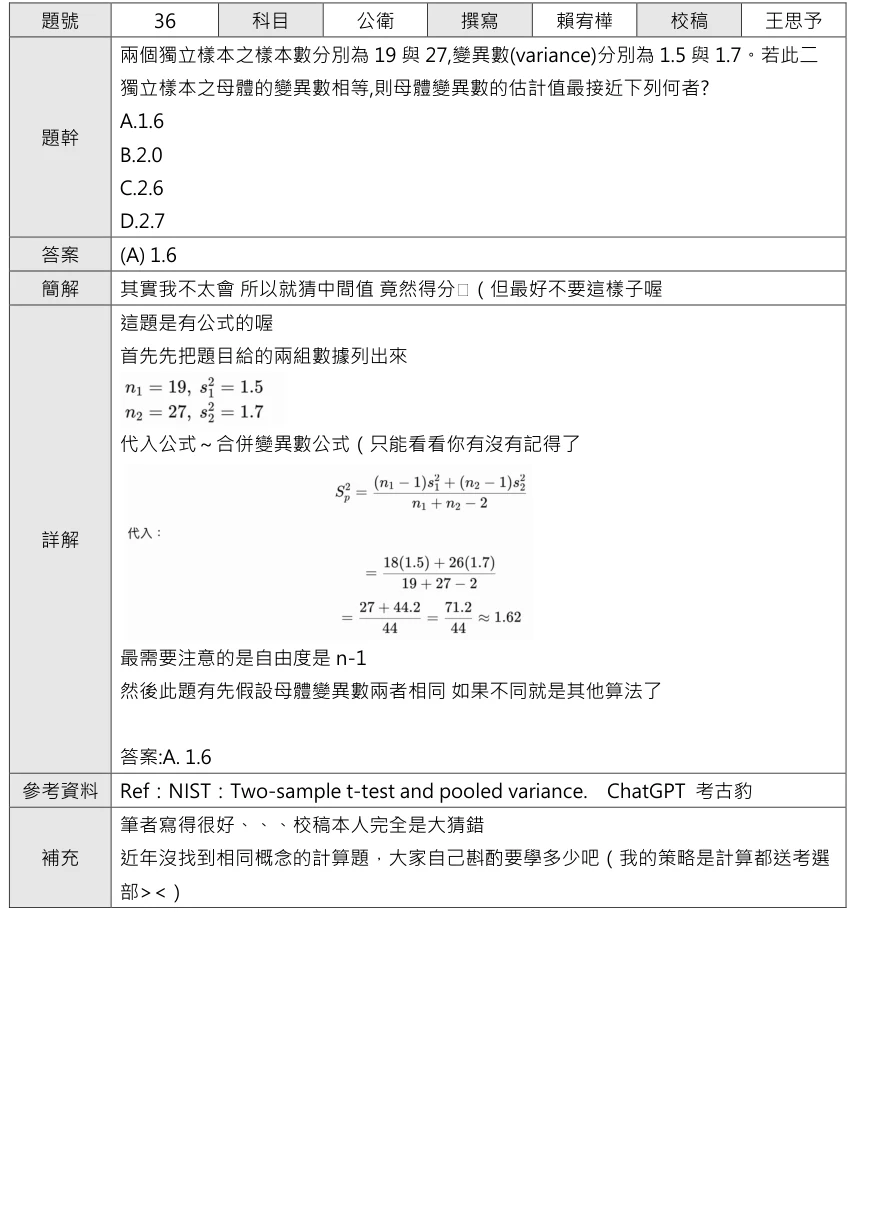 題號 36 科目 公衛 撰寫 賴宥樺 校稿 王思予
兩個獨立樣本之樣本數分別為 19 與 27,變異數(variance)分別為 1.5 與 1.7。若此二
獨立樣本之母體的變異數相等,則母體變異數的估計值最接近下列何者?
題幹
A.1.6
B.2.0
C.2.6
D.2.7
答案 (A) 1.6
簡解 其實我不太會 所以就猜中間值 竟然得分□(但最好不要這樣子喔
詳解
這題是有公式的喔
首先先把題目給的兩組數據列出來
n₁ = 19, s₁² = 1.5
n₂ = 27, s₂² = 1.7
代入公式~合併變異數公式(只能看看你有沒有記得了
Sₚ² = ((n₁ − 1)s₁² + (n₂ − 1)s₂²) / (n₁ + n₂ − 2)
代入:
= (18(1.5) + 26(1.7)) / (19 + 27 − 2)
= (27 + 44.2) / 44 = 71.2 / 44 ≈ 1.62
最需要注意的是自由度是 n-1
然後此題有先假設母體變異數兩者相同 如果不同就是其他算法了
答案:A. 1.6
參考資料 Ref:NIST:Two-sample t-test and pooled variance. ChatGPT 考古豹
補充
筆者寫得很好、、、校稿本人完全是大猜錯
近年沒找到相同概念的計算題,大家自己斟酌要學多少吧(我的策略是計算都送考選
部><)